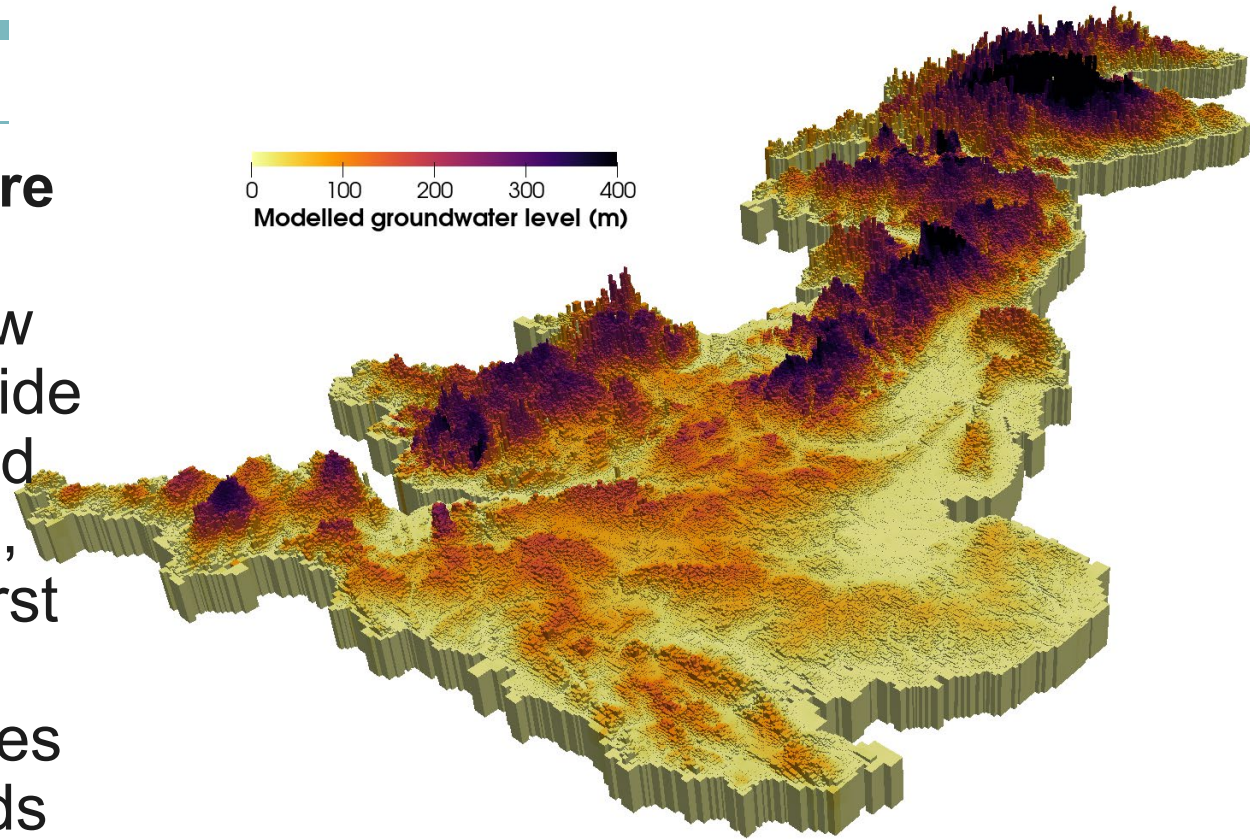 re
w
ide
d
,
rst
es
ds
0 100 200 300 400
Modelled groundwater level (m)